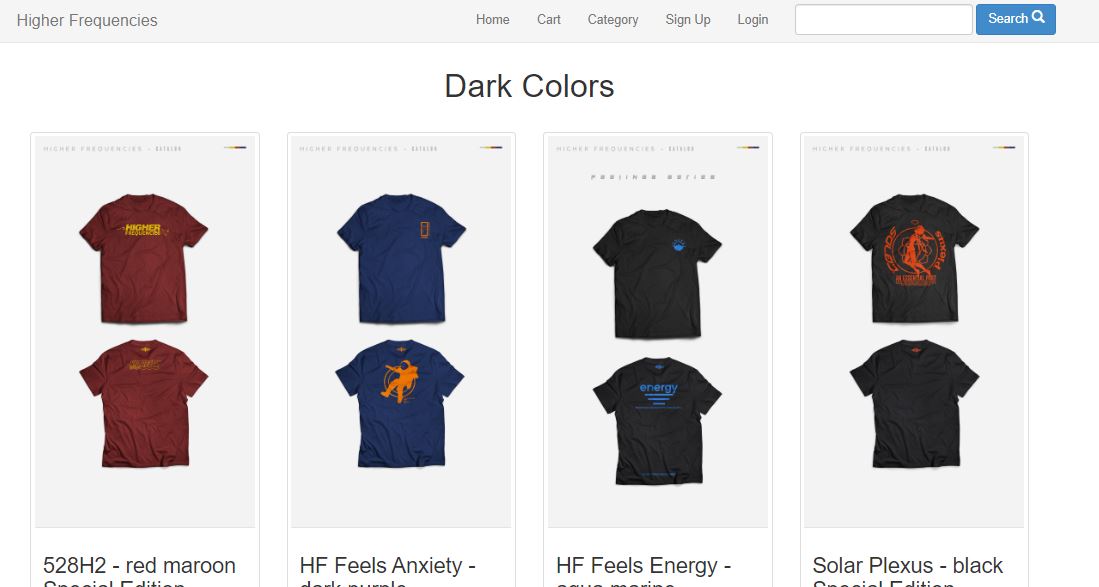 Higher Frequencies
Home Cart Category Sign Up Login Search
Dark Colors
HIGHER FREQUENCIES - CATALOG
HIGHER FREQUENCIES - CATALOG
HIGHER FREQUENCIES - CATALOG
HIGHER FREQUENCIES - CATALOG
FEELINGS SERIES
HIGHER
FREQUENCIES
SOLAR
Plexus
energy
528H2 - red maroon
Special Edition
HF Feels Anxiety -
dark purple
HF Feels Energy -
aqua marine
Solar Plexus - black
Special Edition